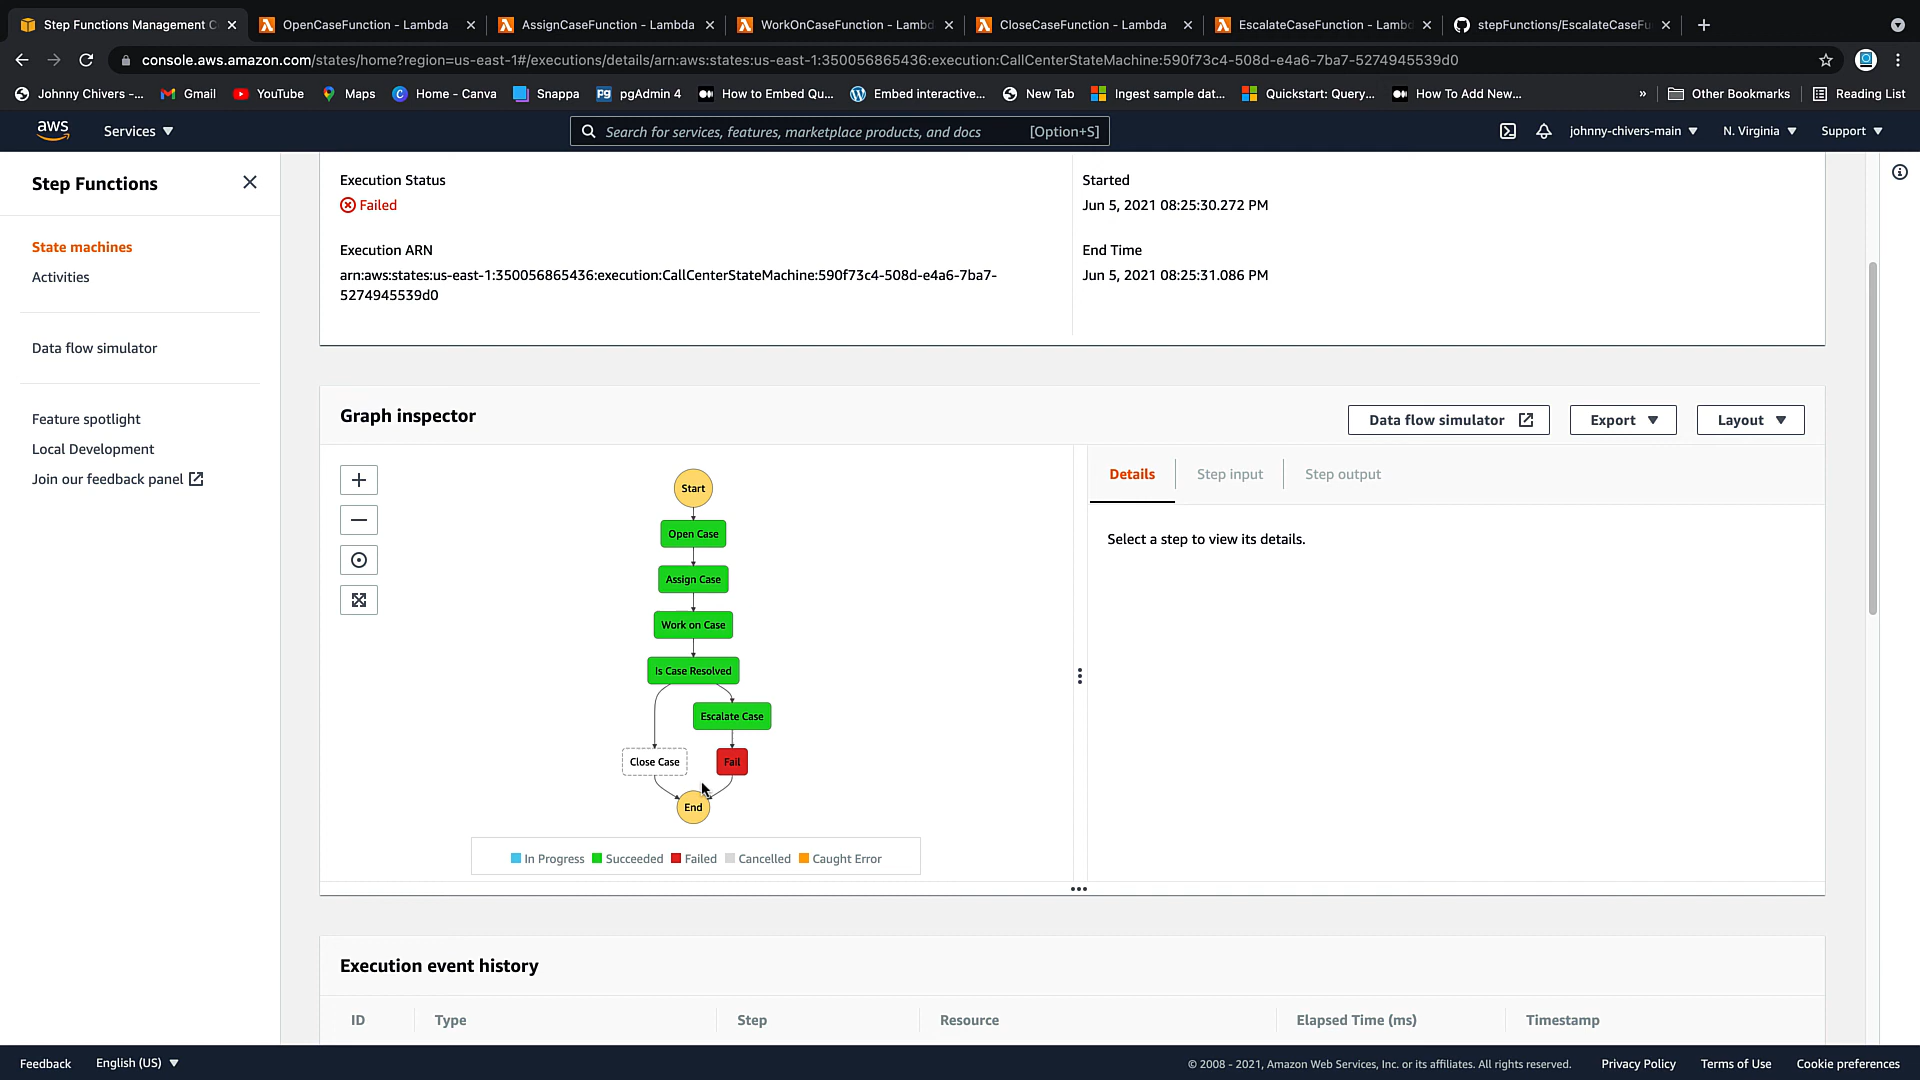 Step Functions Management C
OpenCaseFunction - Lambda
AssignCaseFunction - Lambda
WorkOnCaseFunction - Lambd
CloseCaseFunction - Lambda
EscalateCaseFunction - Lambd
stepFunctions/EscalateCaseFu
console.aws.amazon.com/states/home?region=us-east-1#/executions/details/arn:aws:states:us-east-1:350056865436:execution:CallCenterStateMachine:590f73c4-508d-e4a6-7ba7-5274945539d0
Johnny Chivers -...
Gmail
YouTube
Maps
Home - Canva
Snappa
pgAdmin 4
How to Embed Qu...
Embed interactive...
New Tab
Ingest sample dat...
Quickstart: Query...
How To Add New...
»
Other Bookmarks
Reading List
aws
Services
Search for services, features, marketplace products, and docs
[Option+S]
johnny-chivers-main
N. Virginia
Support
Step Functions
State machines
Activities
Data flow simulator
Feature spotlight
Local Development
Join our feedback panel
Execution Status
Failed
Execution ARN
arn:aws:states:us-east-1:350056865436:execution:CallCenterStateMachine:590f73c4-508d-e4a6-7ba7-
5274945539d0
Started
Jun 5, 2021 08:25:30.272 PM
End Time
Jun 5, 2021 08:25:31.086 PM
Graph inspector
Data flow simulator
Export
Layout
Start
Open Case
Assign Case
Work on Case
Is Case Resolved
Escalate Case
Close Case
Fail
End
In Progress
Succeeded
Failed
Cancelled
Caught Error
Details
Step input
Step output
Select a step to view its details.
Execution event history
ID
Type
Step
Resource
Elapsed Time (ms)
Timestamp
Feedback
English (US)
© 2008 - 2021, Amazon Web Services, Inc. or its affiliates. All rights reserved.
Privacy Policy
Terms of Use
Cookie preferences